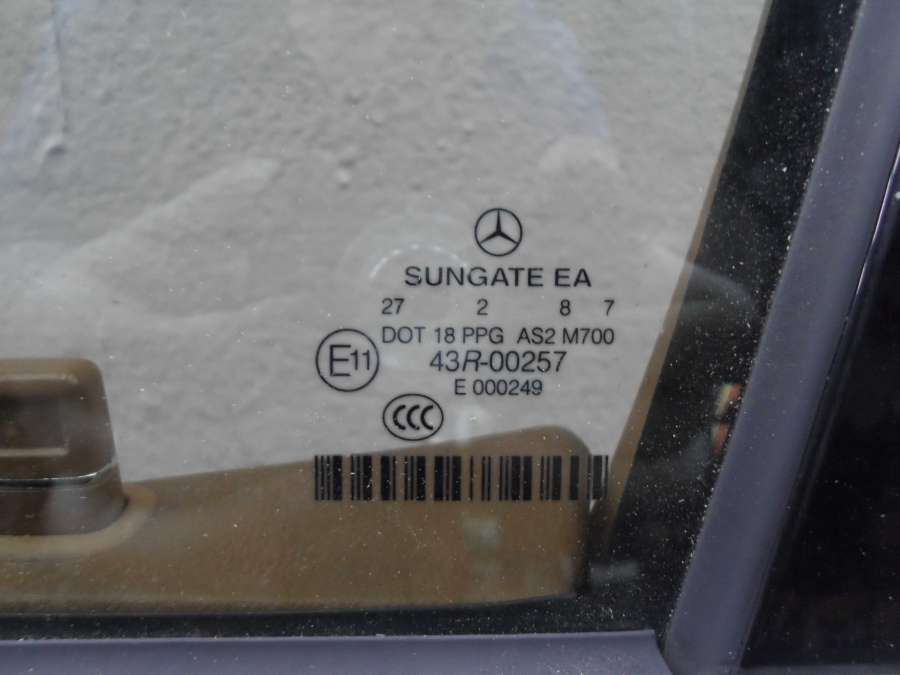 SUNGATE EA
27 2 8 7
DOT 18 PPG AS2 M700
E11
43R-00257
E 000249
CCC